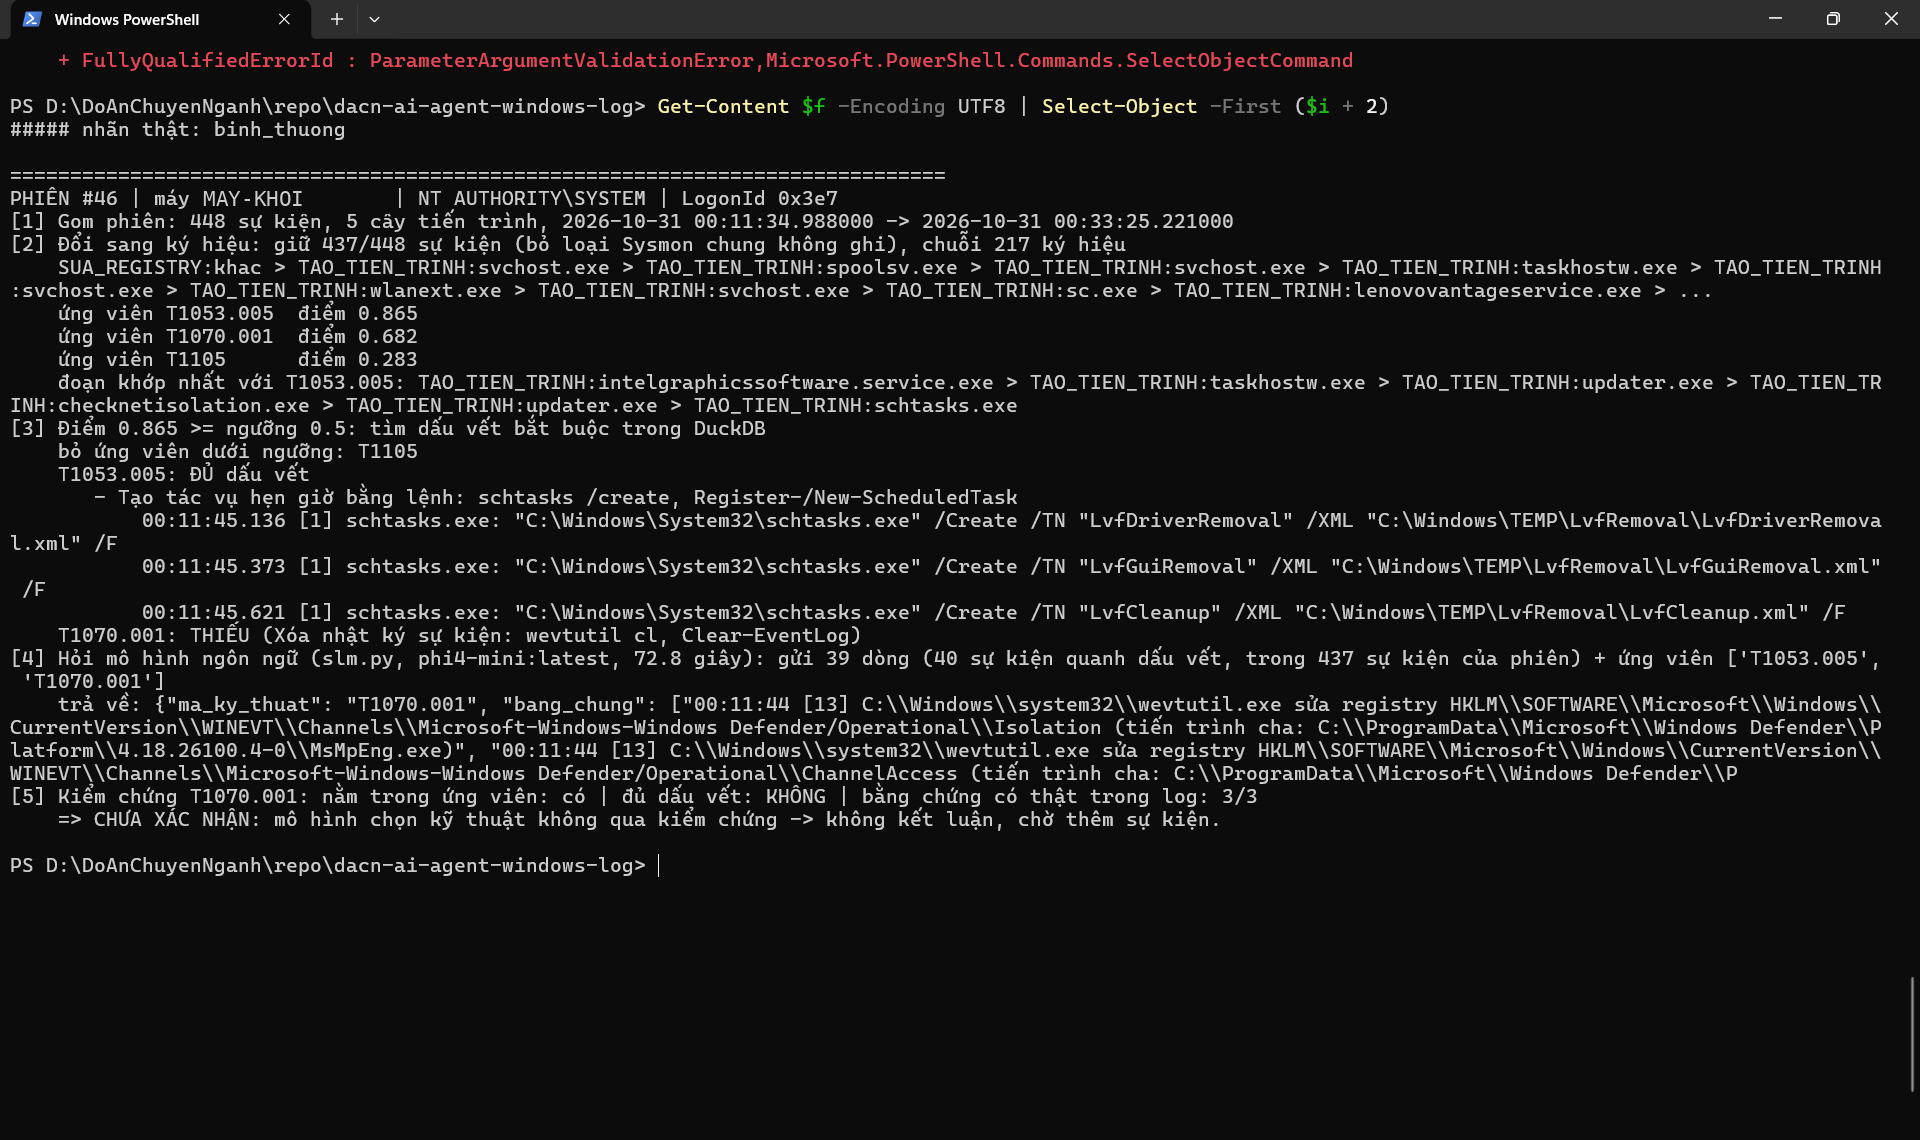 Windows PowerShell
+ FullyQualifiedErrorId : ParameterArgumentValidationError,Microsoft.PowerShell.Commands.SelectObjectCommand
PS D:\DoAnChuyenNganh\repo\dacn-ai-agent-windows-log> Get-Content $f -Encoding UTF8 | Select-Object -First ($i + 2)
##### nhãn thật: binh_thuong
==============================================================================
PHIÊN #46 | máy MAY-KHOI        | NT AUTHORITY\SYSTEM | LogonId 0x3e7
[1] Gom phiên: 448 sự kiện, 5 cây tiến trình, 2026-10-31 00:11:34.988000 -> 2026-10-31 00:33:25.221000
[2] Đổi sang ký hiệu: giữ 437/448 sự kiện (bỏ loại Sysmon chung không ghi), chuỗi 217 ký hiệu
SUA_REGISTRY:khac > TAO_TIEN_TRINH:svchost.exe > TAO_TIEN_TRINH:spoolsv.exe > TAO_TIEN_TRINH:svchost.exe > TAO_TIEN_TRINH:taskhostw.exe > TAO_TIEN_TRINH
:svchost.exe > TAO_TIEN_TRINH:wlanext.exe > TAO_TIEN_TRINH:svchost.exe > TAO_TIEN_TRINH:sc.exe > TAO_TIEN_TRINH:lenovovantageservice.exe > ...
ứng viên T1053.005  điểm 0.865
ứng viên T1070.001  điểm 0.682
ứng viên T1105      điểm 0.283
đoạn khớp nhất với T1053.005: TAO_TIEN_TRINH:intelgraphicssoftware.service.exe > TAO_TIEN_TRINH:taskhostw.exe > TAO_TIEN_TRINH:updater.exe > TAO_TIEN_TR
INH:checknetisolation.exe > TAO_TIEN_TRINH:updater.exe > TAO_TIEN_TRINH:schtasks.exe
[3] Điểm 0.865 >= ngưỡng 0.5: tìm dấu vết bắt buộc trong DuckDB
bỏ ứng viên dưới ngưỡng: T1105
T1053.005: ĐỦ dấu vết
- Tạo tác vụ hẹn giờ bằng lệnh: schtasks /create, Register-/New-ScheduledTask
00:11:45.136 [1] schtasks.exe: "C:\Windows\System32\schtasks.exe" /Create /TN "LvfDriverRemoval" /XML "C:\Windows\TEMP\LvfRemoval\LvfDriverRemova
l.xml" /F
00:11:45.373 [1] schtasks.exe: "C:\Windows\System32\schtasks.exe" /Create /TN "LvfGuiRemoval" /XML "C:\Windows\TEMP\LvfRemoval\LvfGuiRemoval.xml"
/F
00:11:45.621 [1] schtasks.exe: "C:\Windows\System32\schtasks.exe" /Create /TN "LvfCleanup" /XML "C:\Windows\TEMP\LvfRemoval\LvfCleanup.xml" /F
T1070.001: THIẾU (Xóa nhật ký sự kiện: wevtutil cl, Clear-EventLog)
[4] Hỏi mô hình ngôn ngữ (slm.py, phi4-mini:latest, 72.8 giây): gửi 39 dòng (40 sự kiện quanh dấu vết, trong 437 sự kiện của phiên) + ứng viên ['T1053.005',
'T1070.001']
trả về: {"ma_ky_thuat": "T1070.001", "bang_chung": ["00:11:44 [13] C:\\Windows\\system32\\wevtutil.exe sửa registry HKLM\\SOFTWARE\\Microsoft\\Windows\\
CurrentVersion\\WINEVT\\Channels\\Microsoft-Windows-Windows Defender/Operational\\Isolation (tiến trình cha: C:\\ProgramData\\Microsoft\\Windows Defender\\P
latform\\4.18.26100.4-0\\MsMpEng.exe)", "00:11:44 [13] C:\\Windows\\system32\\wevtutil.exe sửa registry HKLM\\SOFTWARE\\Microsoft\\Windows\\CurrentVersion\\
WINEVT\\Channels\\Microsoft-Windows-Windows Defender/Operational\\ChannelAccess (tiến trình cha: C:\\ProgramData\\Microsoft\\Windows Defender\\P
[5] Kiểm chứng T1070.001: nằm trong ứng viên: có | đủ dấu vết: KHÔNG | bằng chứng có thật trong log: 3/3
=> CHƯA XÁC NHẬN: mô hình chọn kỹ thuật không qua kiểm chứng -> không kết luận, chờ thêm sự kiện.
PS D:\DoAnChuyenNganh\repo\dacn-ai-agent-windows-log>